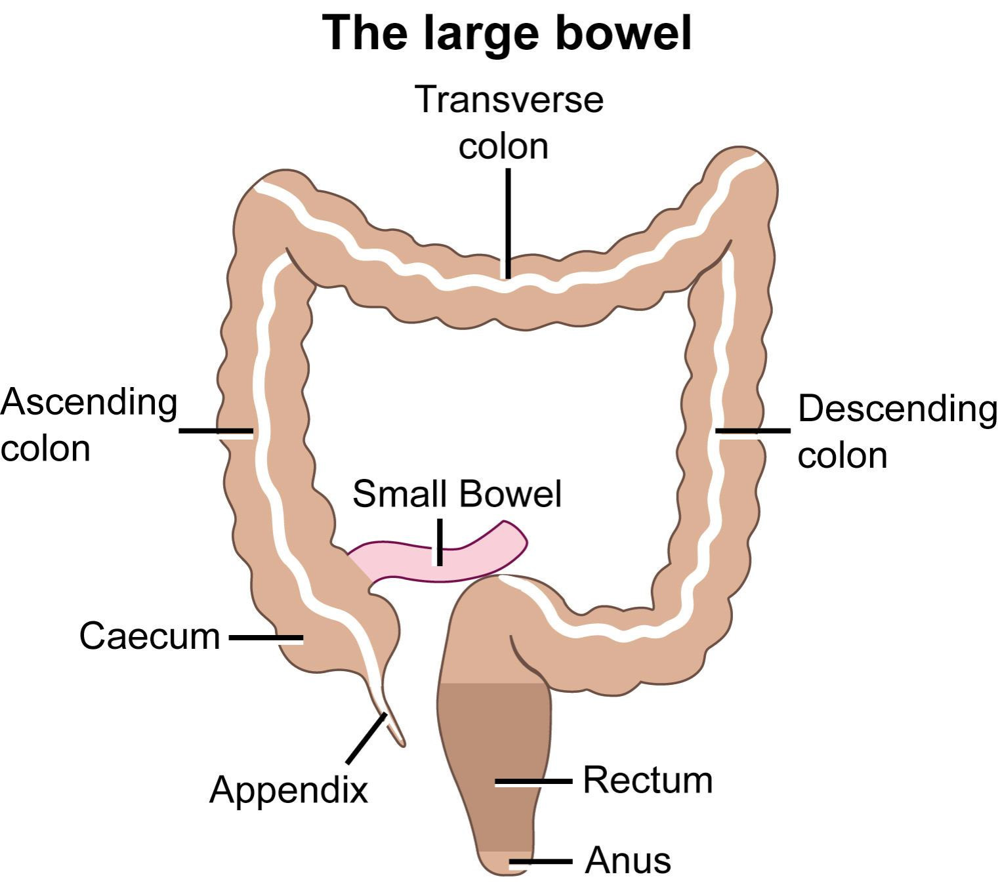 The large bowel
Transverse
colon
Ascending
colon
Descending
colon
Small Bowel
Caecum
Appendix
Rectum
Anus